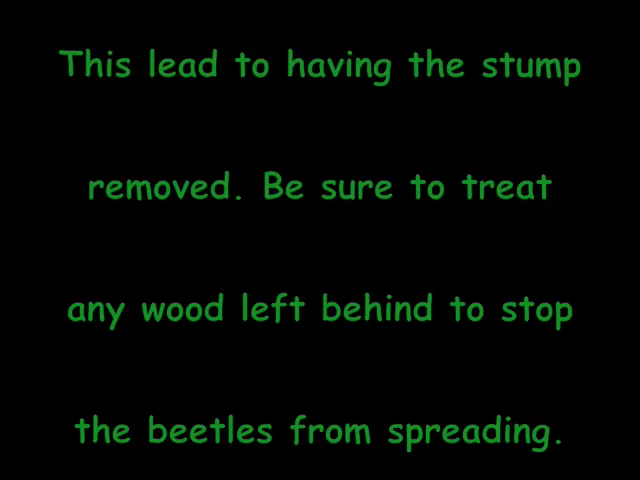 This lead to having the stump
removed. Be sure to treat
any wood left behind to stop
the beetles from spreading.